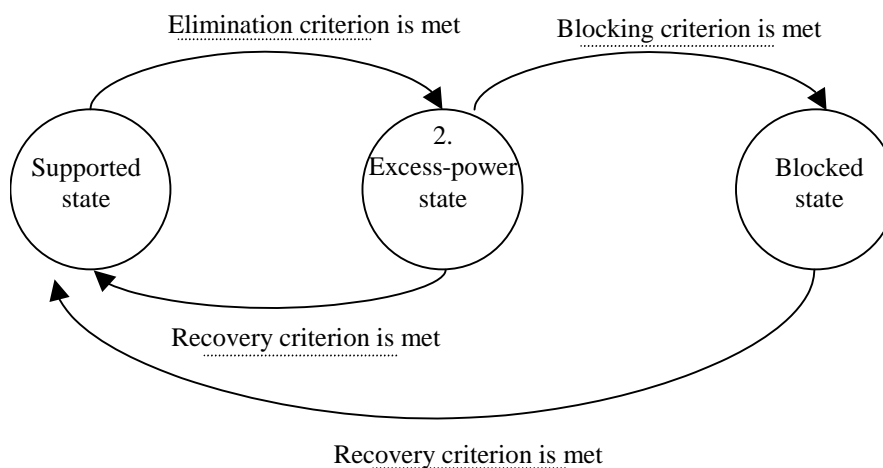 Elimination criterion is met
Blocking criterion is met
Supported
state
2.
Excess-power
state
Blocked
state
Recovery criterion is met
Recovery criterion is met